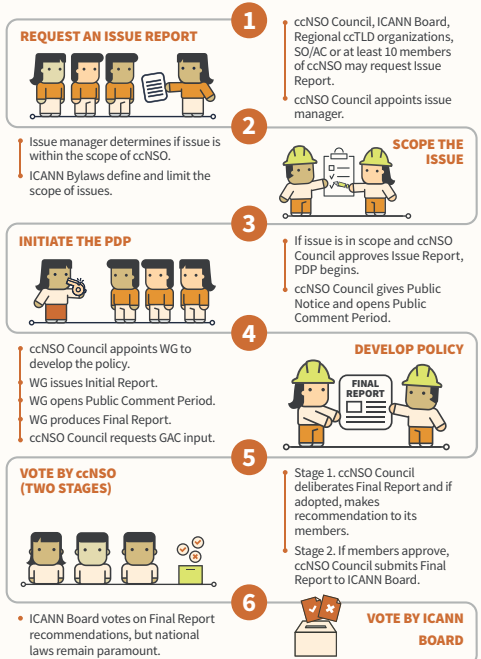 1
REQUEST AN ISSUE REPORT
ccNSO Council, ICANN Board,
Regional ccTLD organizations,
SO/AC or at least 10 members
of ccNSO may request Issue
Report.
ccNSO Council appoints issue
manager.
2
SCOPE THE
ISSUE
Issue manager determines if issue is
within the scope of ccNSO.
ICANN Bylaws define and limit the
scope of issues.
3
INITIATE THE PDP
If issue is in scope and ccNSO
Council approves Issue Report,
PDP begins.
ccNSO Council gives Public
Notice and opens Public
Comment Period.
4
DEVELOP POLICY
FINAL
REPORT
ccNSO Council appoints WG to
develop the policy.
WG issues Initial Report.
WG opens Public Comment Period.
WG produces Final Report.
ccNSO Council requests GAC input.
5
VOTE BY ccNSO
(TWO STAGES)
Stage 1. ccNSO Council
deliberates Final Report and if
adopted, makes
recommendation to its
members.
Stage 2. If members approve,
ccNSO Council submits Final
Report to ICANN Board.
6
VOTE BY ICANN
BOARD
ICANN Board votes on Final Report
recommendations, but national
laws remain paramount.